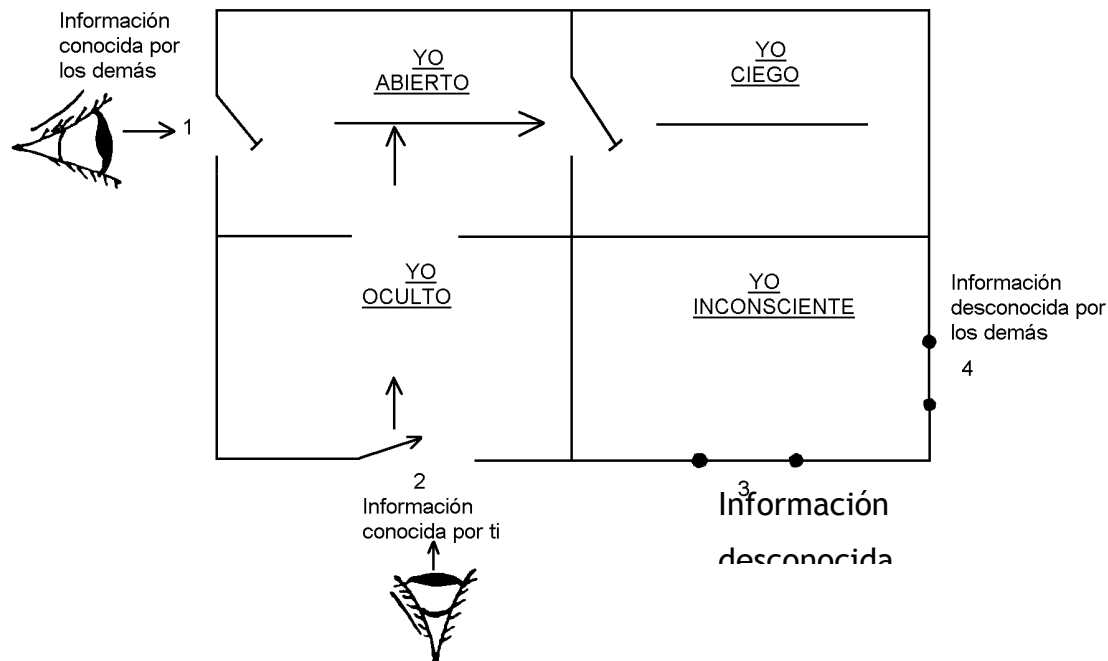 Información
conocida por
los demás
1
YO
ABIERTO
YO
CIEGO
YO
OCULTO
YO
INCONSCIENTE
Información
desconocida por
los demás
4
2
Información
conocida por ti
3
Información
desconocida